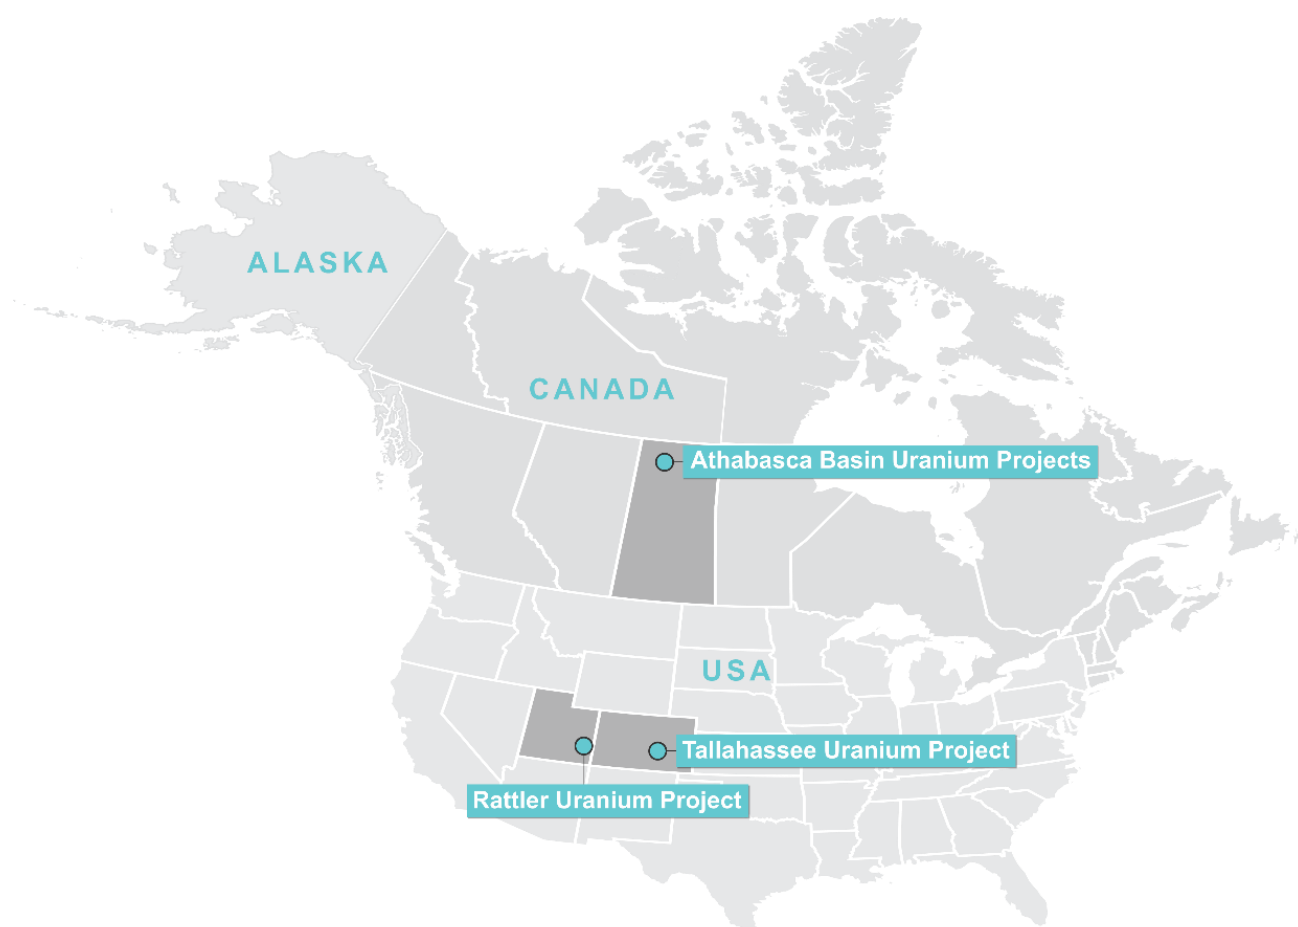 ALASKA
CANADA
Athabasca Basin Uranium Projects
USA
Tallahassee Uranium Project
Rattler Uranium Project